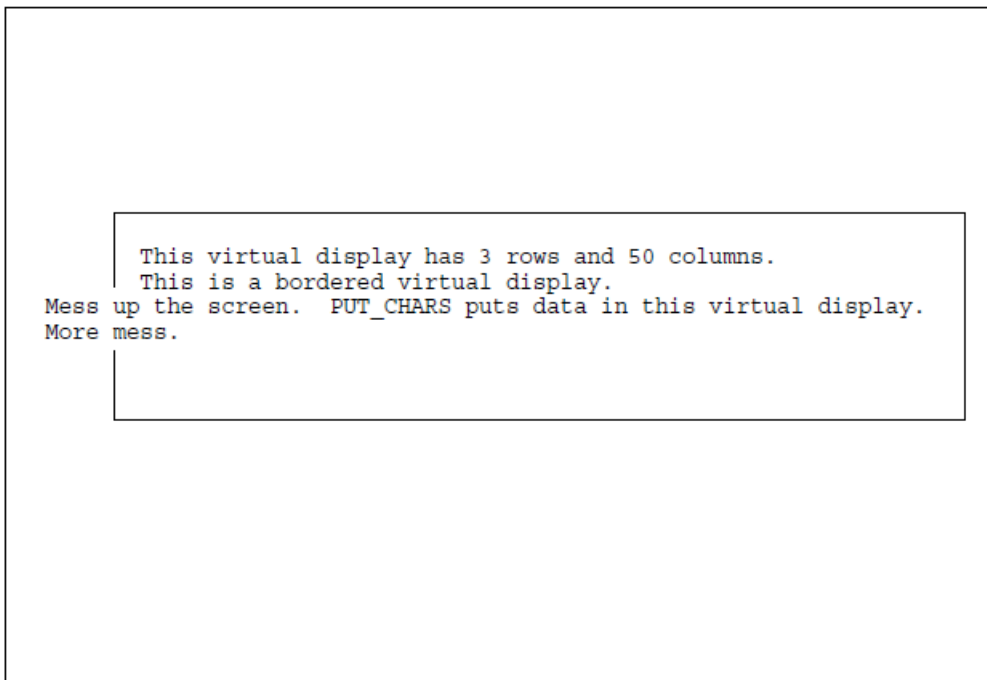 This virtual display has 3 rows and 50 columns.
This is a bordered virtual display.
Mess up the screen.  PUT_CHARS puts data in this virtual display.
More mess.